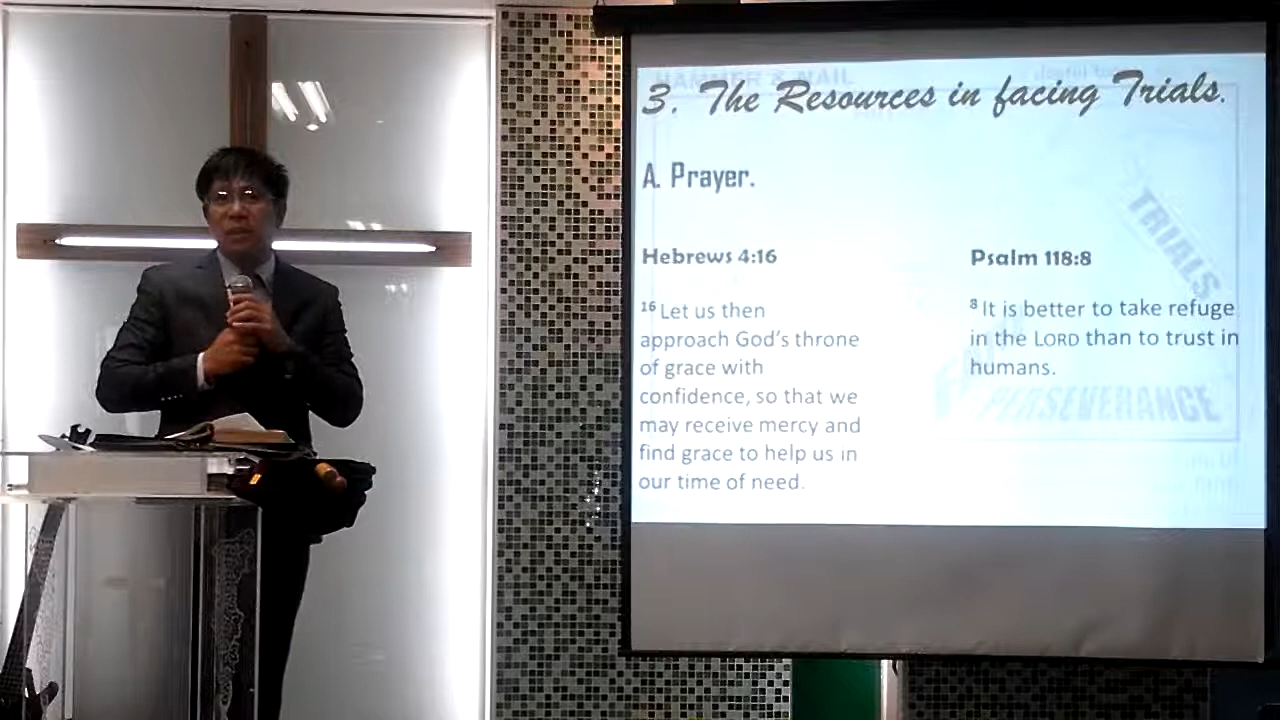 HAMMER & NAIL
3. The Resources in facing Trials.
A. Prayer.
TRIALS
Hebrews 4:16
Psalm 118:8
16 Let us then
approach God's throne
of grace with
confidence, so that we
may receive mercy and
find grace to help us in
our time of need.
8 It is better to take refuge
in the LORD than to trust in
humans.
PERSEVERANCE